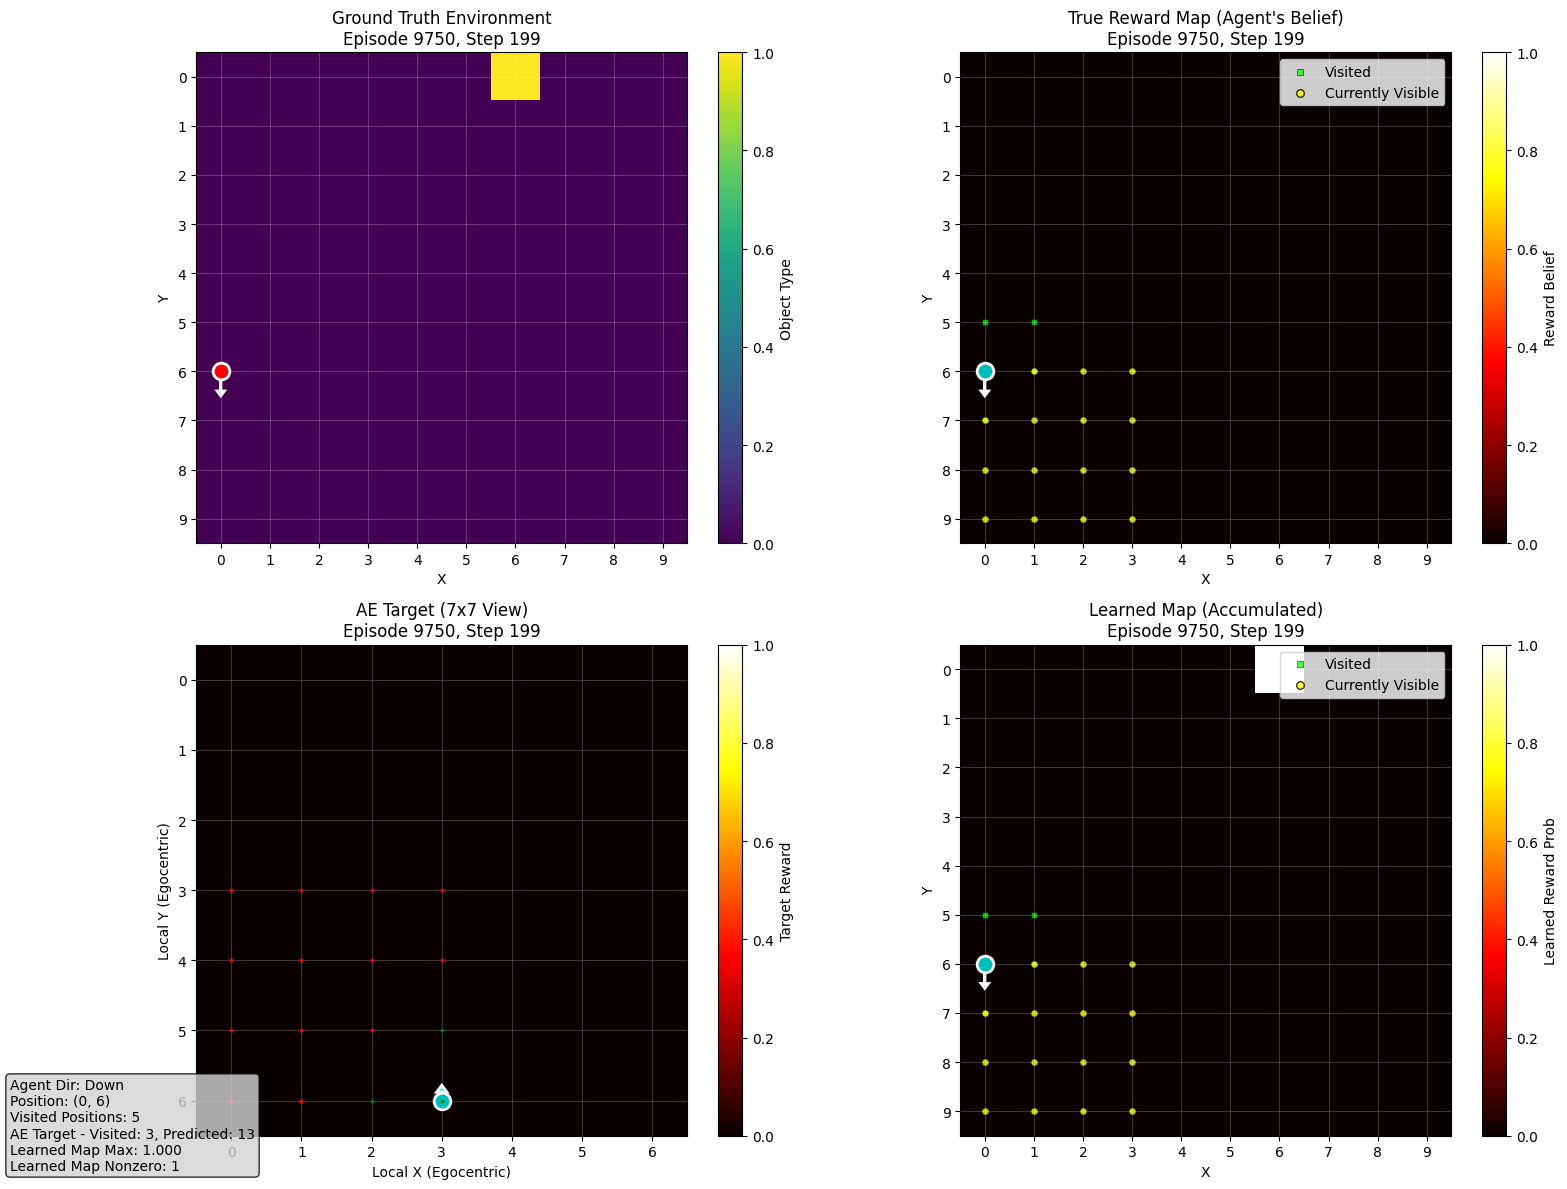 Ground Truth Environment
Episode 9750, Step 199
0
1
2
3
4
5
6
7
8
9
Y
0 1 2 3 4 5 6 7 8 9
X
1.0
0.8
0.6
0.4
0.2
0.0
Object Type
True Reward Map (Agent's Belief)
Episode 9750, Step 199
Visited
Currently Visible
0
1
2
3
4
5
6
7
8
9
Y
0 1 2 3 4 5 6 7 8 9
X
1.0
0.8
0.6
0.4
0.2
0.0
Reward Belief
AE Target (7x7 View)
Episode 9750, Step 199
0
1
2
3
4
5
6
Local Y (Egocentric)
0 1 2 3 4 5 6
Local X (Egocentric)
1.0
0.8
0.6
0.4
0.2
0.0
Target Reward
Agent Dir: Down
Position: (0, 6)
Visited Positions: 5
AE Target - Visited: 3, Predicted: 13
Learned Map Max: 1.000
Learned Map Nonzero: 1
Learned Map (Accumulated)
Episode 9750, Step 199
Visited
Currently Visible
0
1
2
3
4
5
6
7
8
9
Y
0 1 2 3 4 5 6 7 8 9
X
1.0
0.8
0.6
0.4
0.2
0.0
Learned Reward Prob